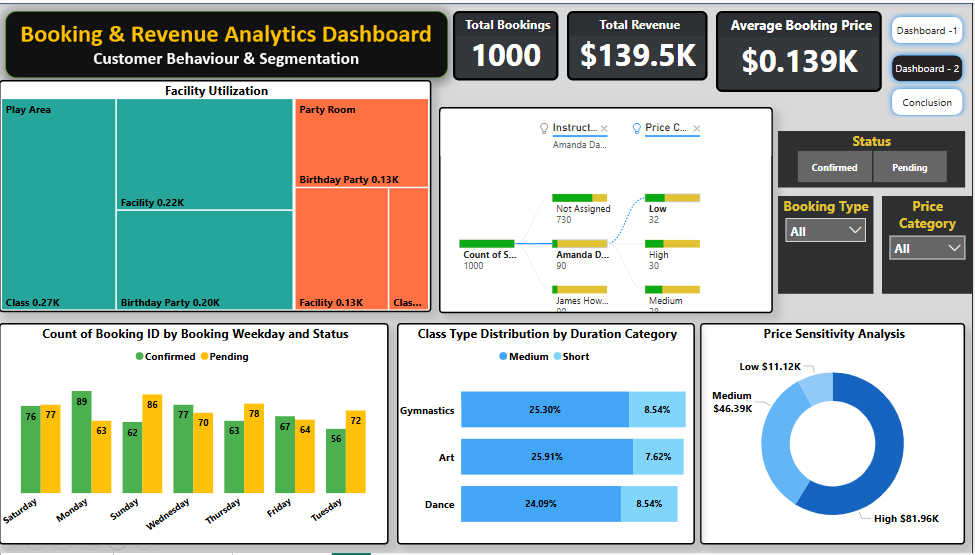 Booking & Revenue Analytics Dashboard
Customer Behaviour & Segmentation
Total Bookings
1000
Total Revenue
$139.5K
Average Booking Price
$0.139K
Dashboard -1
Dashboard - 2
Conclusion
Facility Utilization
Play Area
Party Room
Birthday Party 0.13K
Facility 0.22K
Class 0.27K
Birthday Party 0.20K
Facility 0.13K
Clas...
Instruct...
Price C...
Amanda Da...
Not Assigned
730
Low
32
Count of S...
1000
Amanda D...
90
High
30
James How...
Medium
Status
Confirmed
Pending
Booking Type
All
Price
Category
All
Count of Booking ID by Booking Weekday and Status
Confirmed Pending
76 77
89 63
62 86
77 70
63 78
67 64
56 72
Saturday
Monday
Sunday
Wednesday
Thursday
Friday
Tuesday
Class Type Distribution by Duration Category
Medium Short
Gymnastics 25.30% 8.54%
Art 25.91% 7.62%
Dance 24.09% 8.54%
Price Sensitivity Analysis
Low $11.12K
Medium
$46.39K
High $81.96K